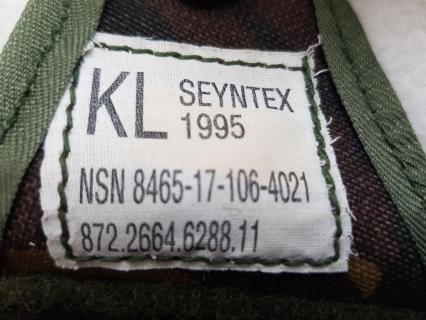 KL SEYNTEX
1995
NSN 8465-17-106-4021
872.2664.6288.11